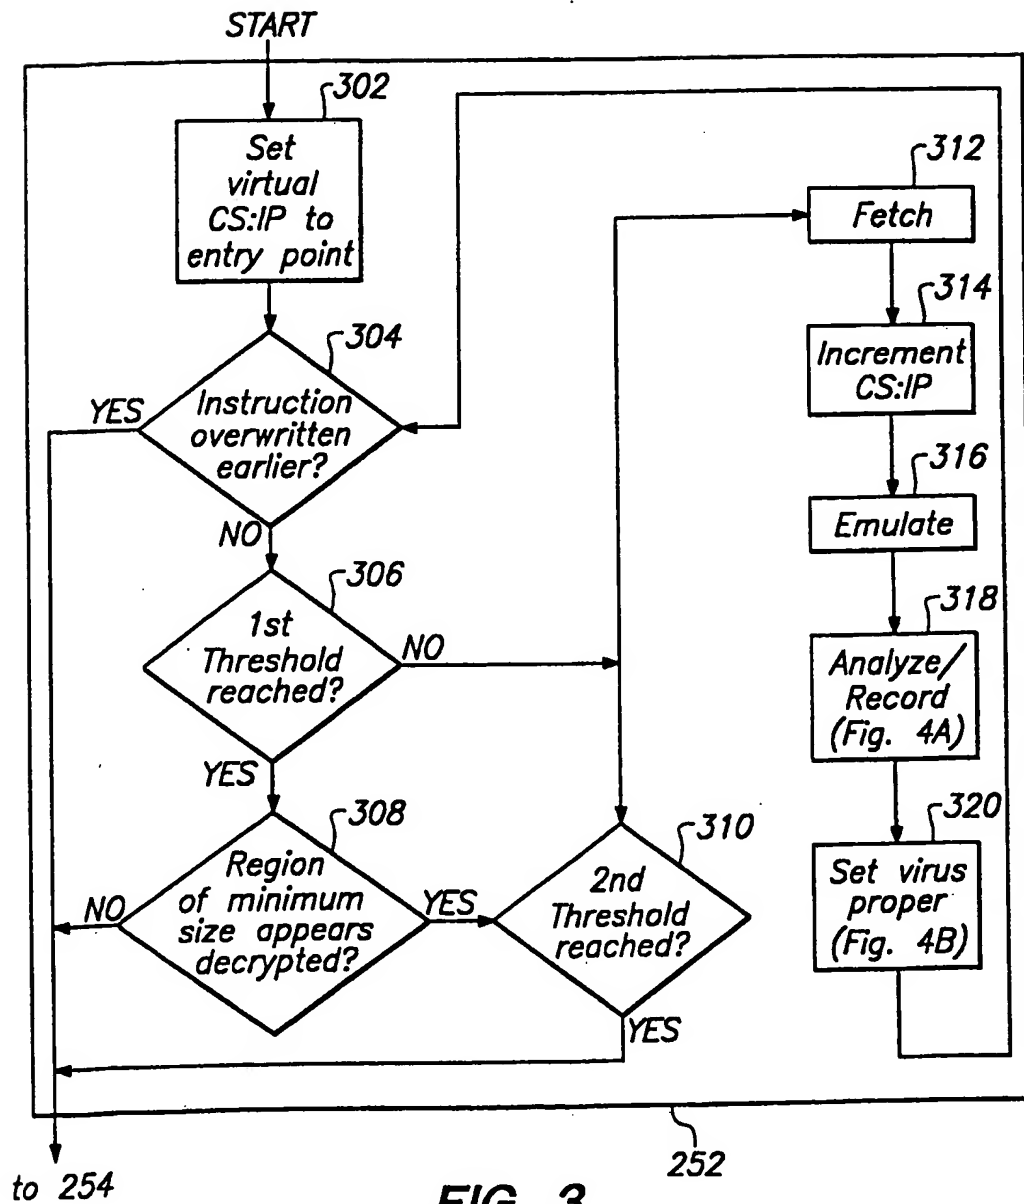 START
302
Set
virtual
CS:IP to
entry point
304
Instruction
overwritten
earlier?
YES
NO
306
1st
Threshold
reached?
NO
YES
308
Region
of minimum
size appears
decrypted?
NO
YES
310
2nd
Threshold
reached?
YES
312
Fetch
314
Increment
CS:IP
316
Emulate
318
Analyze/
Record
(Fig. 4A)
320
Set virus
proper
(Fig. 4B)
252
to 254
FIG. 3